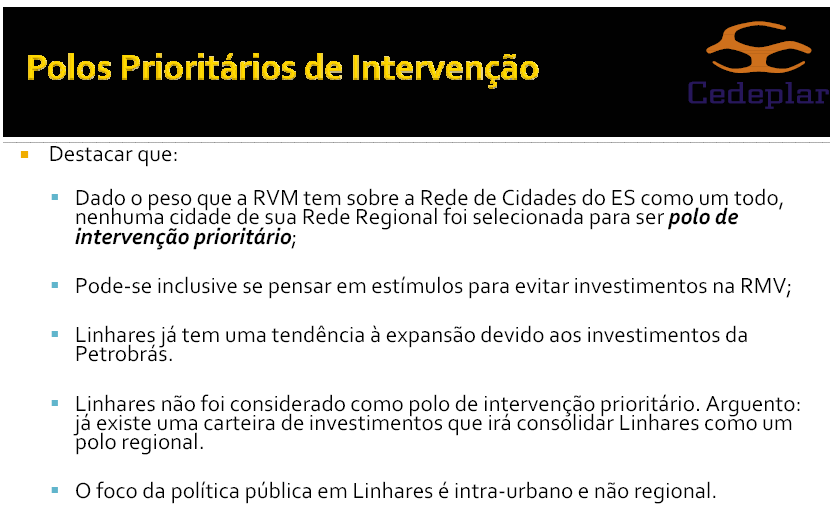 Polos Prioritários de Intervenção
Cedeplar
Destacar que:
Dado o peso que a RVM tem sobre a Rede de Cidades do ES como um todo,
nenhuma cidade de sua Rede Regional foi selecionada para ser polo de
intervenção prioritário;
Pode-se inclusive se pensar em estímulos para evitar investimentos na RMV;
Linhares já tem uma tendência à expansão devido aos investimentos da
Petrobrás.
Linhares não foi considerado como polo de intervenção prioritário. Arguento:
já existe uma carteira de investimentos que irá consolidar Linhares como um
polo regional.
O foco da política pública em Linhares é intra-urbano e não regional.